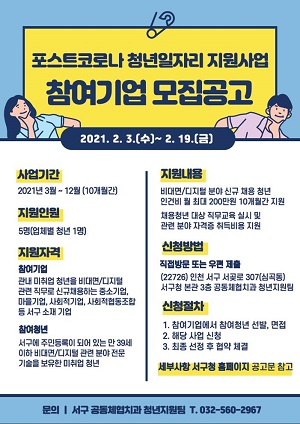 포스트코로나 청년일자리 지원사업
참여기업 모집공고
2021. 2. 3.(수)~ 2. 19.(금)
사업기간
2021년 3월 ~ 12월 (10개월간)
지원인원
5명(업체별 청년 1명)
지원자격
참여기업
관내 미취업 청년을 비대면/디지털
관련 직무로 신규채용하는 중소기업,
마을기업, 사회적기업, 사회적협동조합
등 서구 소재 기업
참여청년
서구에 주민등록이 되어 있는 만 39세
이하 비대면/디지털 관련 분야 전문
기술을 보유한 미취업 청년
지원내용
비대면/디지털 분야 신규 채용 청년
인건비 월 최대 200만원 10개월간 지원
채용청년 대상 직무교육 실시 및
관련 분야 자격증 취득비용 지원
신청방법
직접방문 또는 우편 제출
(22726) 인천 서구 서곶로 307(심곡동)
서구청 본관 3층 공동체협치과 청년지원팀
신청절차
1. 참여기업에서 참여청년 선발, 면접
2. 해당 사업 신청
3. 최종 선정 후 협약 체결
세부사항 서구청 홈페이지 공고문 참고
문의 | 서구 공동체협치과 청년지원팀 T. 032-560-2967